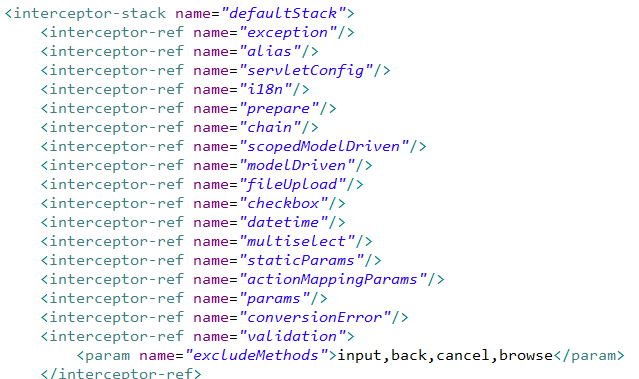 <interceptor-stack name="defaultStack">
<interceptor-ref name="exception"/>
<interceptor-ref name="alias"/>
<interceptor-ref name="servletConfig"/>
<interceptor-ref name="i18n"/>
<interceptor-ref name="prepare"/>
<interceptor-ref name="chain"/>
<interceptor-ref name="scopedModelDriven"/>
<interceptor-ref name="modelDriven"/>
<interceptor-ref name="fileUpload"/>
<interceptor-ref name="checkbox"/>
<interceptor-ref name="datetime"/>
<interceptor-ref name="multiselect"/>
<interceptor-ref name="staticParams"/>
<interceptor-ref name="actionMappingParams"/>
<interceptor-ref name="params"/>
<interceptor-ref name="conversionError"/>
<interceptor-ref name="validation">
<param name="excludeMethods">input,back,cancel,browse</param>
</interceptor-ref>